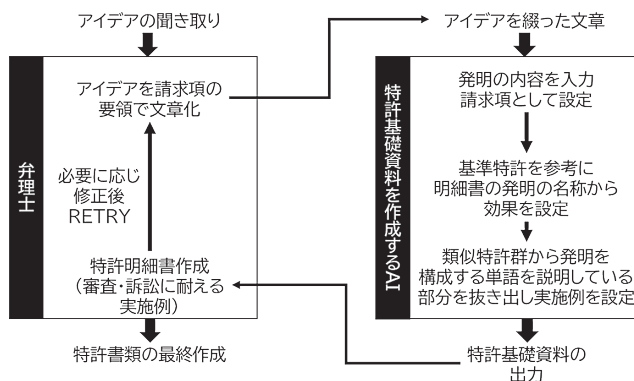 アイデアの聞き取り
弁理士
アイデアを請求項の
要領で文章化
必要に応じ
修正後
RETRY
特許明細書作成
(審査・訴訟に耐える
実施例)
特許書類の最終作成
アイデアを綴った文章
特許基礎資料を作成するAI
発明の内容を入力
請求項として設定
基準特許を参考に
明細書の発明の名称から
効果を設定
類似特許群から発明を
構成する単語を説明している
部分を抜き出し実施例を設定
特許基礎資料の
出力